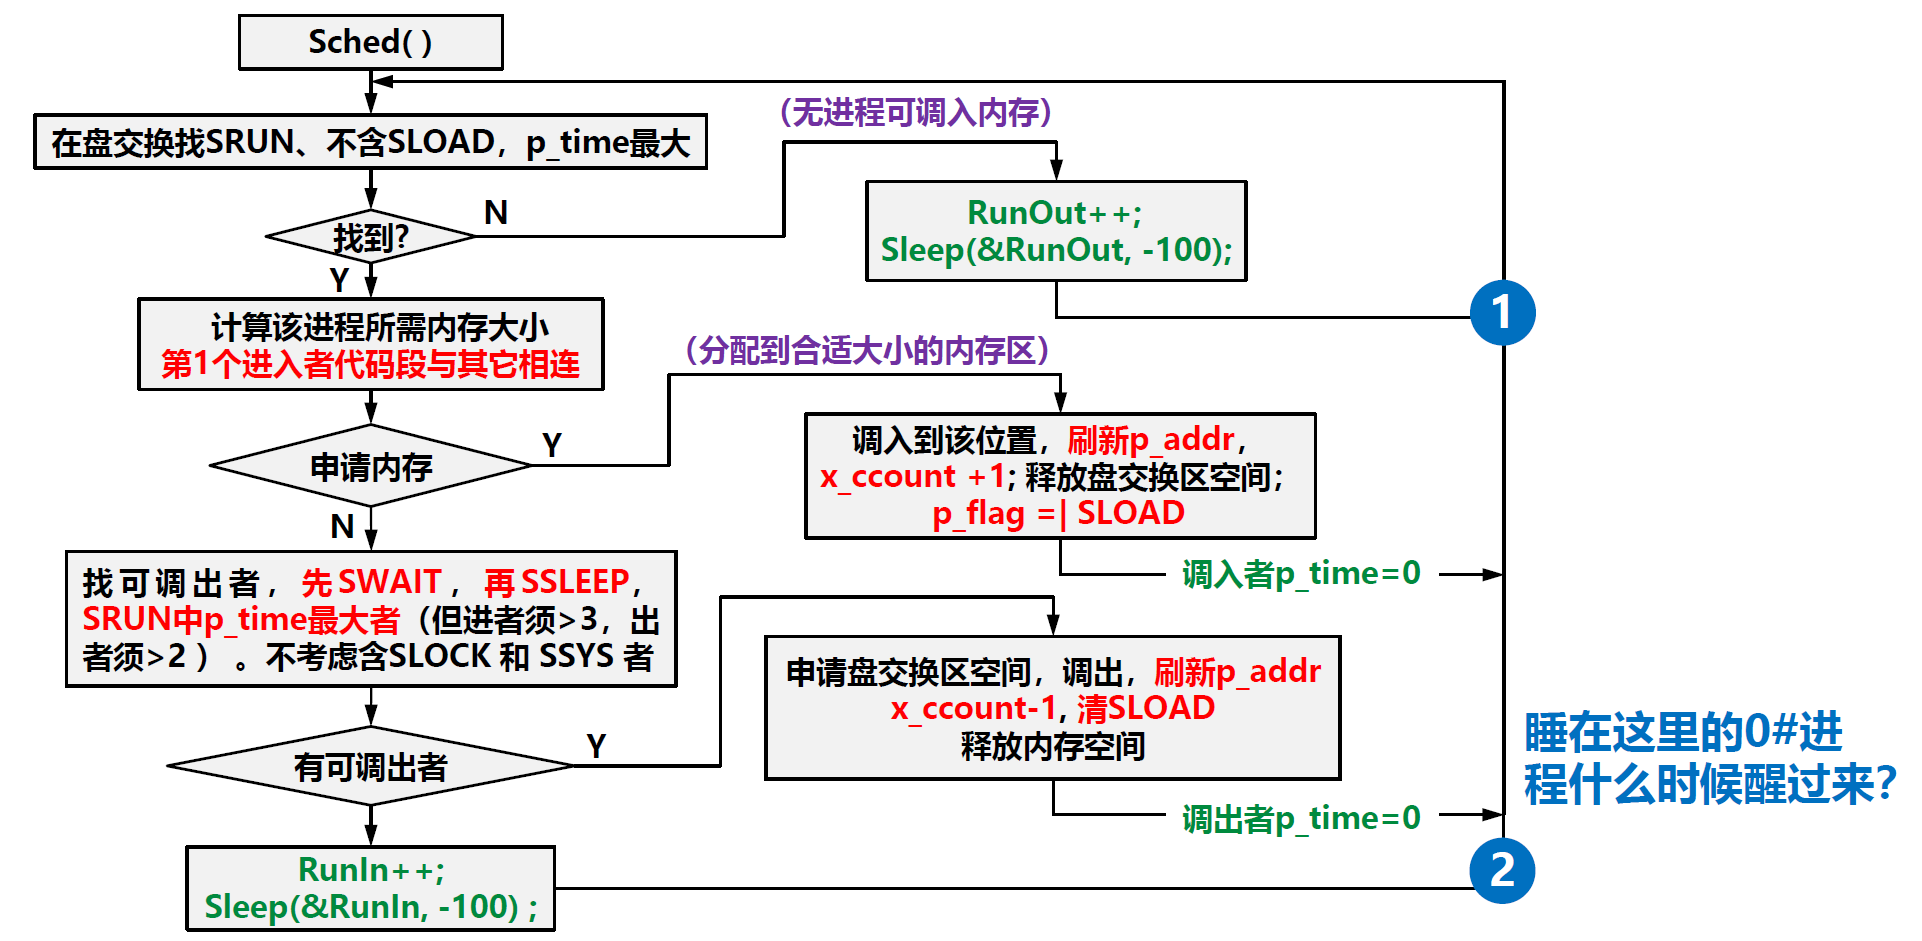 Sched( )
在盘交换找SRUN、不含SLOAD，p_time最大
找到?
N
Y
（无进程可调入内存）
RunOut++;
Sleep(&RunOut, -100);
1
计算该进程所需内存大小
第1个进入者代码段与其它相连
（分配到合适大小的内存区）
申请内存
Y
N
调入到该位置，刷新p_addr，
x_ccount +1; 释放盘交换区空间；
p_flag =| SLOAD
调入者p_time=0
找可调出者，先SWAIT，再SSLEEP，
SRUN中p_time最大者（但进者须>3，出
者须>2 ）。不考虑含SLOCK 和 SSYS 者
有可调出者
Y
申请盘交换区空间，调出，刷新p_addr
x_ccount-1, 清SLOAD
释放内存空间
调出者p_time=0
睡在这里的0#进
程什么时候醒过来？
2
RunIn++;
Sleep(&RunIn, -100) ;